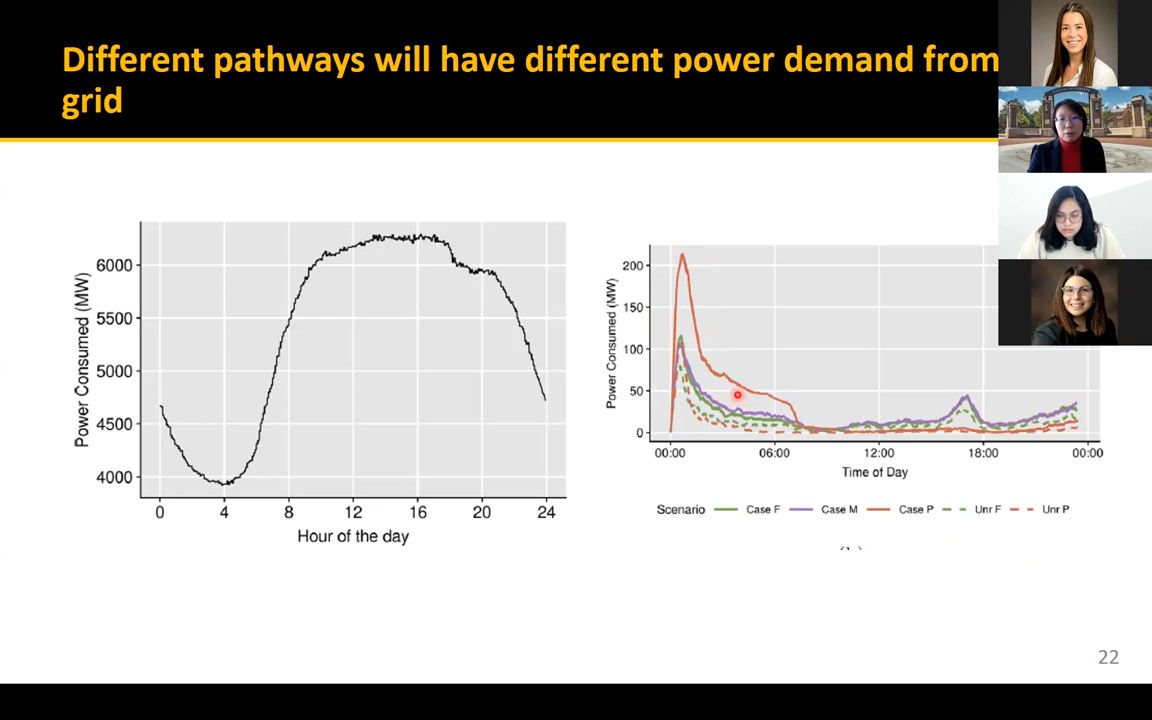 Different pathways will have different power demand from
grid
6000
5500
5000
4500
4000
Power Consumed (MW)
0 4 8 12 16 20 24
Hour of the day
200
150
100
50
0
Power Consumed (MW)
00:00 06:00 12:00 18:00 00:00
Time of Day
Scenario Case F Case M Case P Unr F Unr P
22